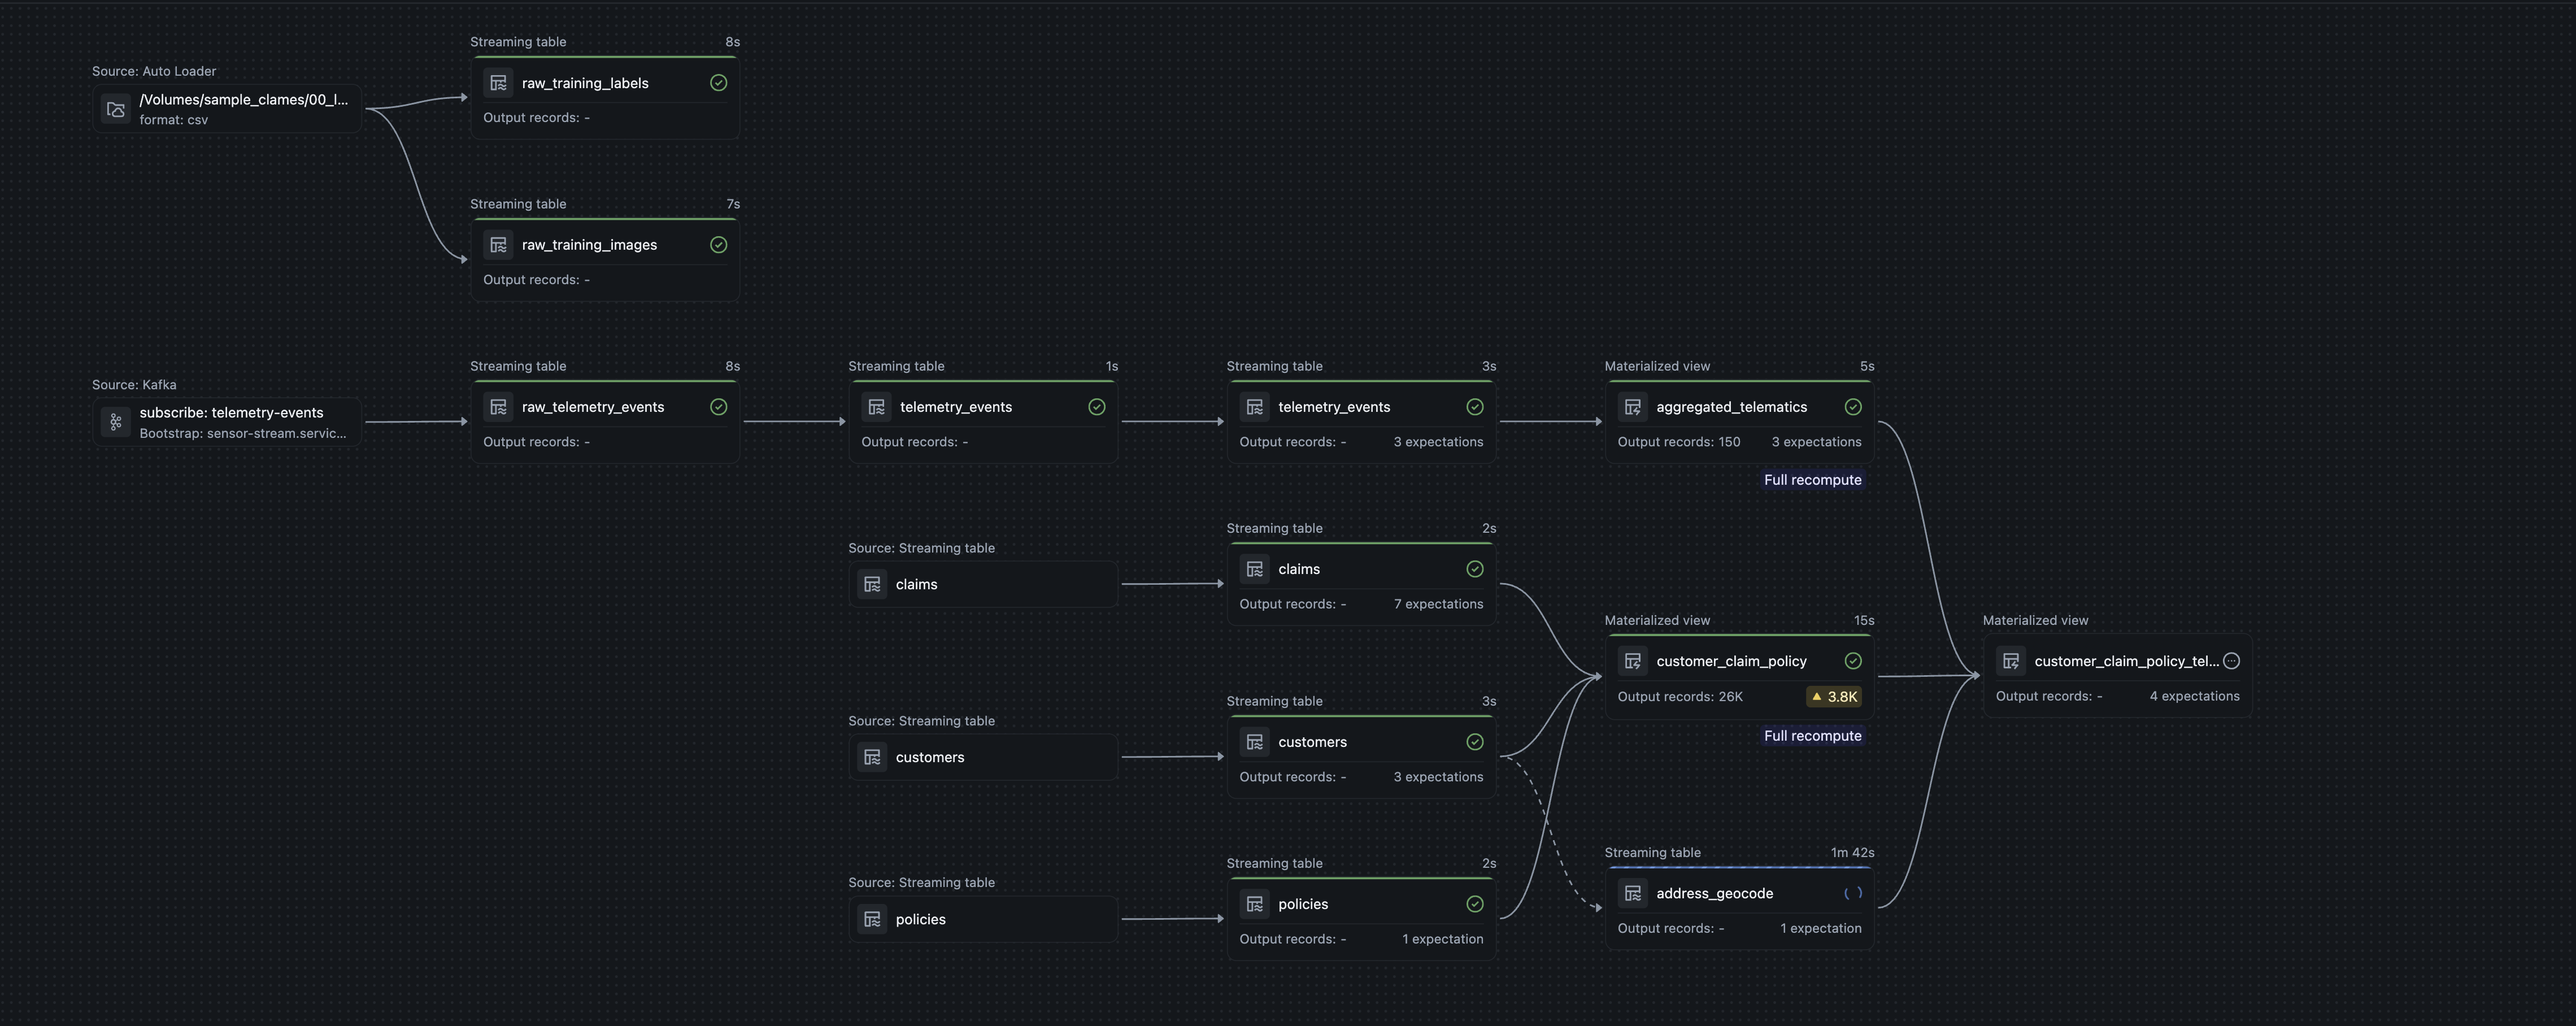 Streaming table 8s
Source: Auto Loader
raw_training_labels
/Volumes/sample_clames/00_l...
format: csv
Output records: -
Streaming table 7s
raw_training_images
Output records: -
Source: Kafka
subscribe: telemetry-events
Bootstrap: sensor-stream.servic...
Streaming table 8s
raw_telemetry_events
Output records: -
Streaming table 1s
telemetry_events
Output records: -
Streaming table 3s
telemetry_events
Output records: - 3 expectations
Materialized view 5s
aggregated_telematics
Output records: 150 3 expectations
Full recompute
Source: Streaming table
claims
Streaming table 2s
claims
Output records: - 7 expectations
Source: Streaming table
customers
Streaming table 3s
customers
Output records: - 3 expectations
Source: Streaming table
policies
Streaming table 2s
policies
Output records: - 1 expectation
Materialized view 15s
customer_claim_policy
Output records: 26K 3.8K
Full recompute
Streaming table 1m 42s
address_geocode
Output records: - 1 expectation
Materialized view
customer_claim_policy_tel...
Output records: - 4 expectations